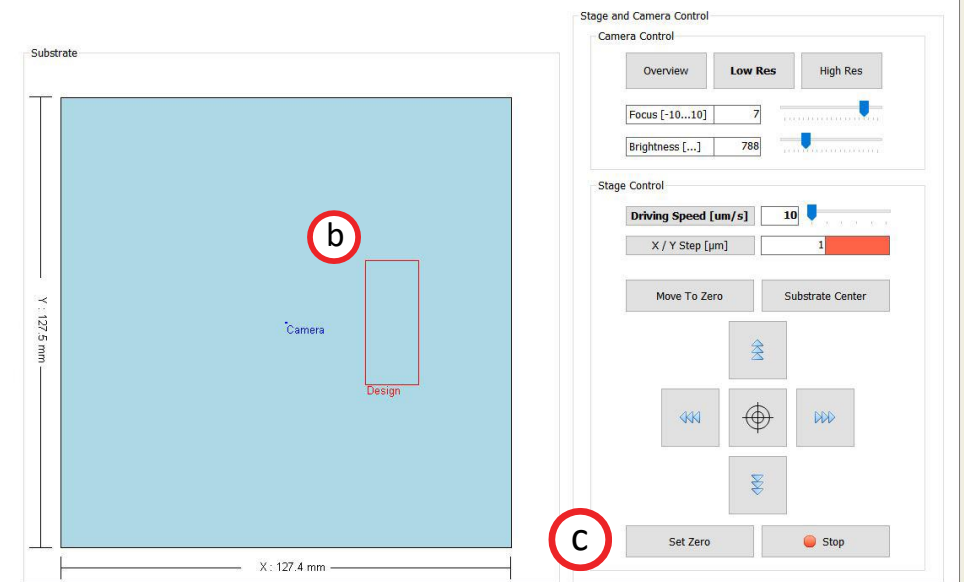 Substrate
Y : 127.5 mm
b
Camera
Design
X : 127.4 mm
Stage and Camera Control
Camera Control
Overview Low Res High Res
Focus [-10...10] 7
Brightness [...] 788
Stage Control
Driving Speed [um/s] 10
X / Y Step [µm] 1
Move To Zero Substrate Center
c
Set Zero Stop